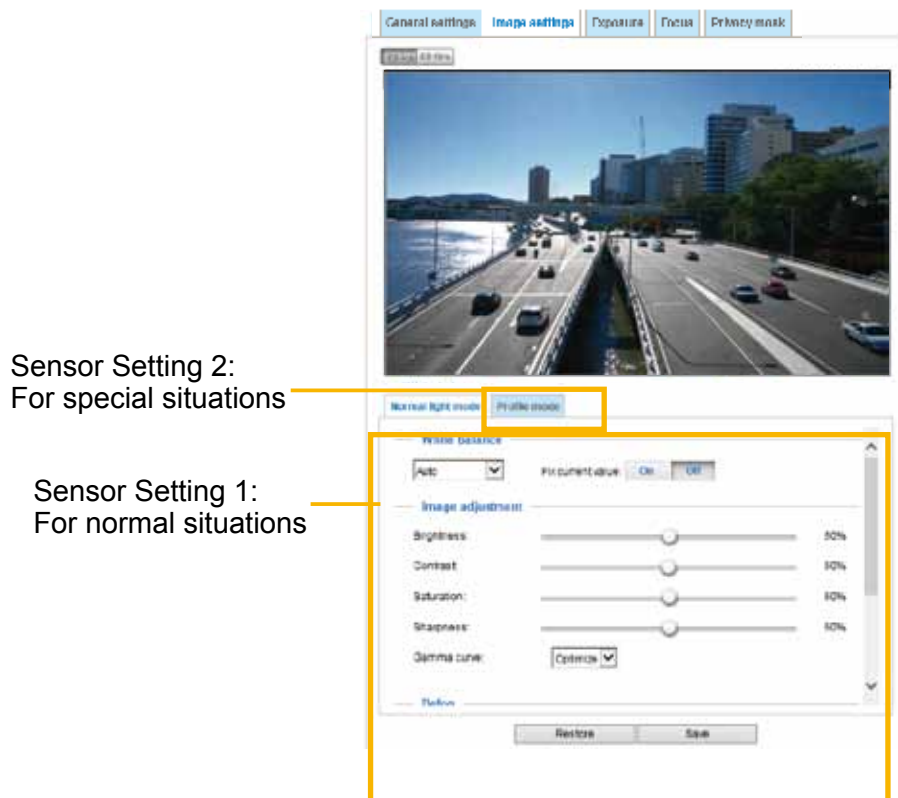 General settings Image settings Exposure Focus Privacy mask
Sensor Setting 2:
For special situations
Normal light mode Profile mode
White balance
Auto Fix current value: On Off
Sensor Setting 1:
For normal situations
Image adjustment
Brightness: 50%
Contrast: 50%
Saturation: 50%
Sharpness: 50%
Gamma curve: Optimize
Defog
Restore Save